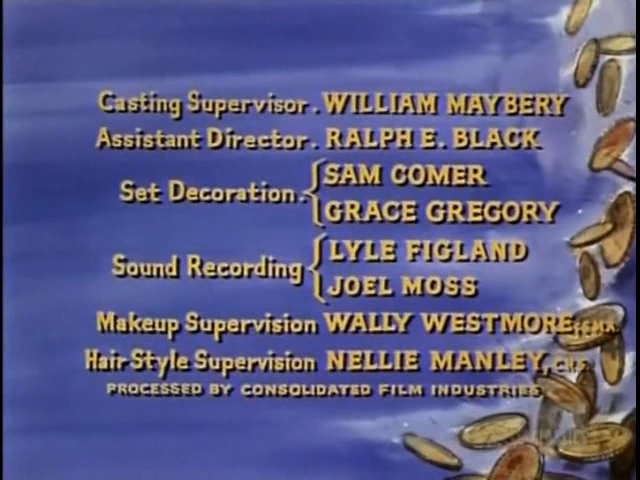 Casting Supervisor. WILLIAM MAYBERY
Assistant Director. RALPH E. BLACK
Set Decoration. SAM COMER
GRACE GREGORY
Sound Recording LYLE FIGLAND
JOEL MOSS
Makeup Supervision WALLY WESTMORE,
Hair Style Supervision NELLIE MANLEY,
PROCESSED BY CONSOLIDATED FILM INDUSTRIES